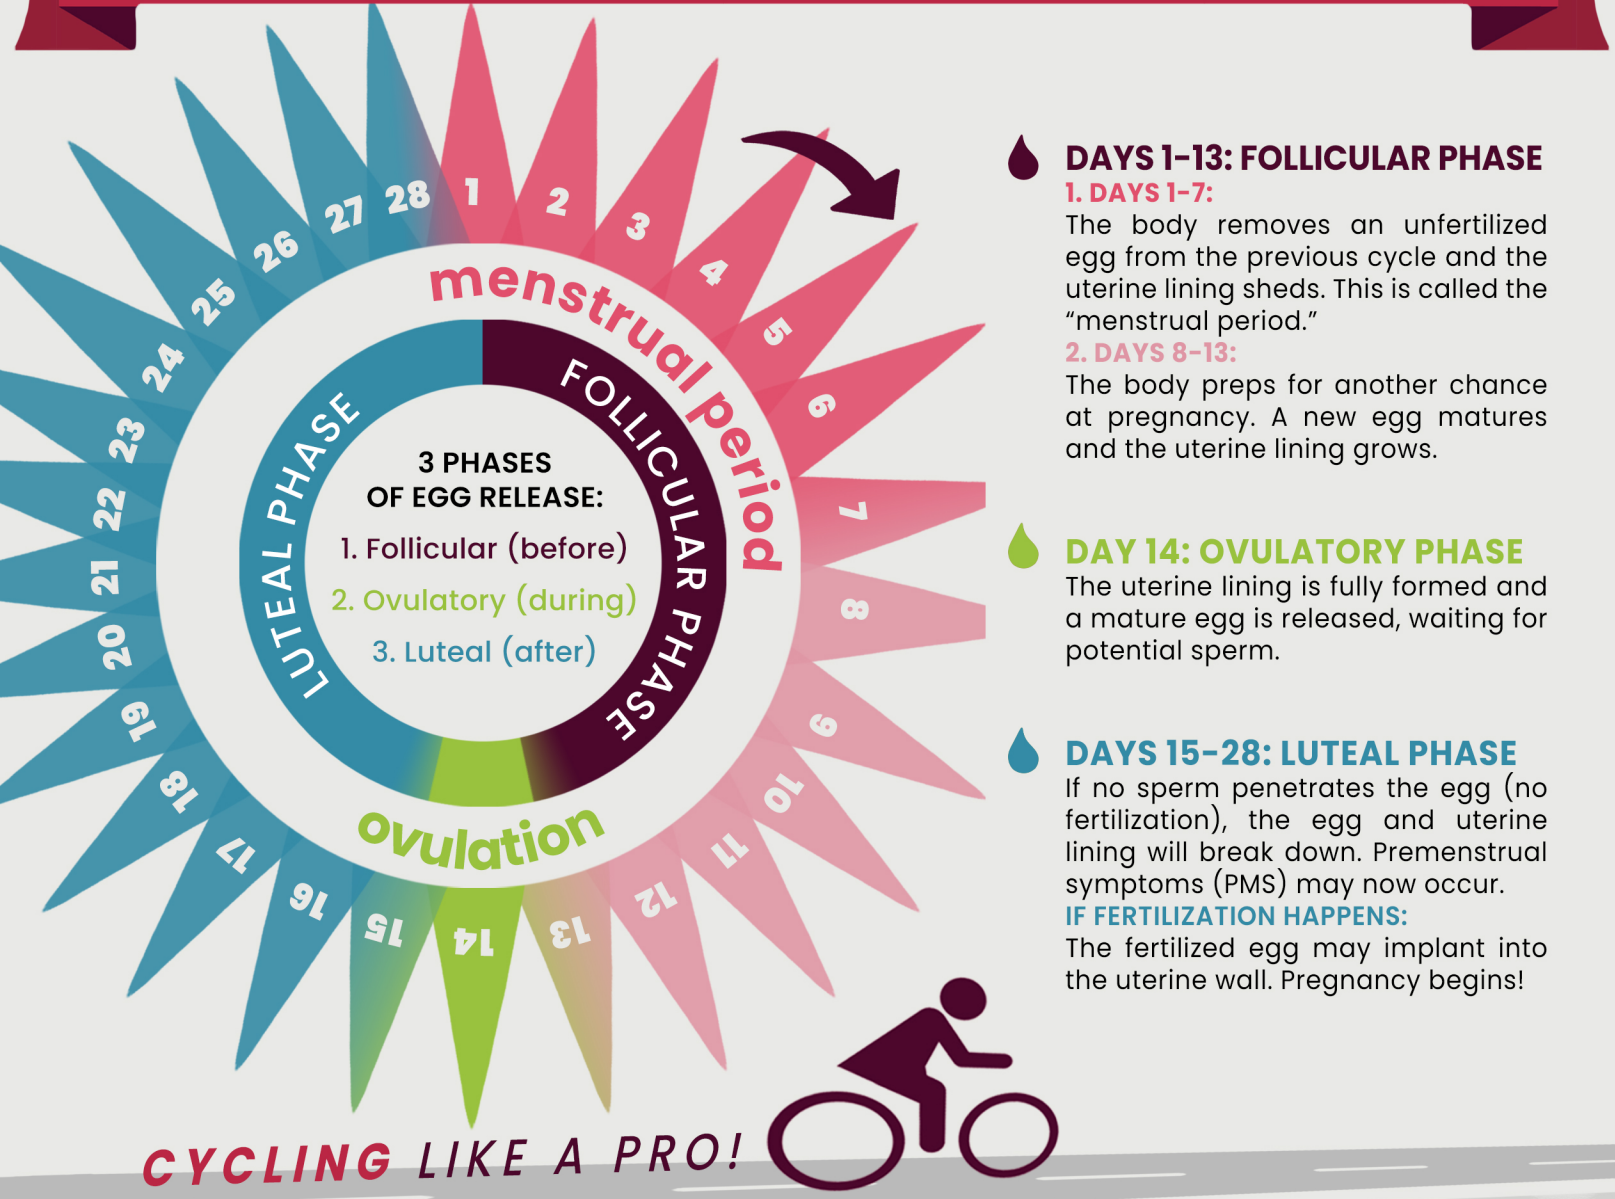 1
2
3
4
5
6
7
8
9
10
11
12
13
14
15
16
17
18
19
20
21
22
23
24
25
26
27
28
menstrual period
ovulation
FOLLICULAR PHASE
LUTEAL PHASE
3 PHASES
OF EGG RELEASE:
1. Follicular (before)
2. Ovulatory (during)
3. Luteal (after)
DAYS 1-13: FOLLICULAR PHASE
1. DAYS 1-7:
The body removes an unfertilized
egg from the previous cycle and the
uterine lining sheds. This is called the
“menstrual period.”
2. DAYS 8-13:
The body preps for another chance
at pregnancy. A new egg matures
and the uterine lining grows.
DAY 14: OVULATORY PHASE
The uterine lining is fully formed and
a mature egg is released, waiting for
potential sperm.
DAYS 15-28: LUTEAL PHASE
If no sperm penetrates the egg (no
fertilization), the egg and uterine
lining will break down. Premenstrual
symptoms (PMS) may now occur.
IF FERTILIZATION HAPPENS:
The fertilized egg may implant into
the uterine wall. Pregnancy begins!
CYCLING LIKE A PRO!